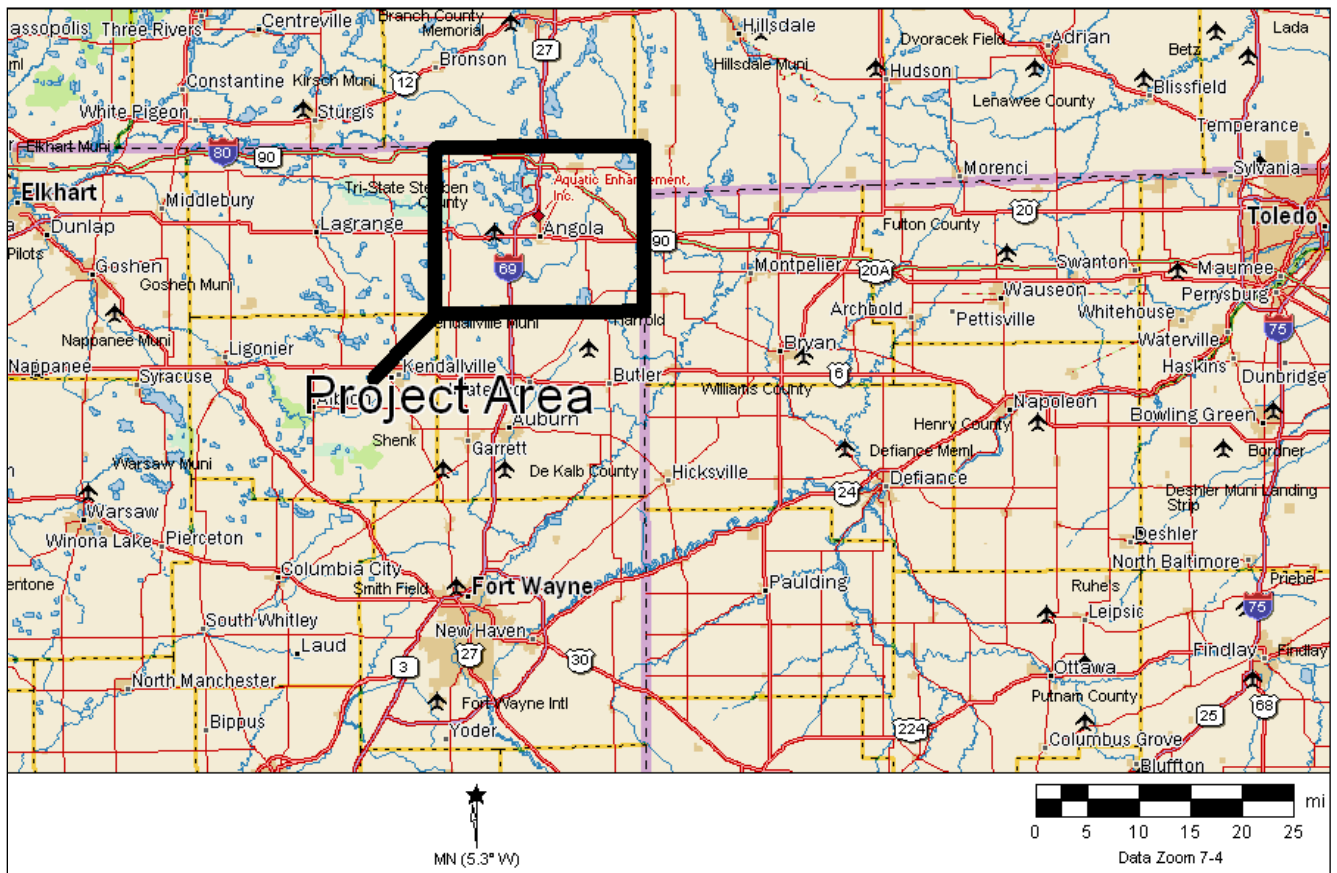 assopolis
Three Rivers
Centreville
Branch County
Memorial
27
Hillsdale
Dvoracek Field
Adrian
Betz
Lada
Bronson
12
Hillsdale Muni
Hudson
Constantine
Kirsch Muni
Lenawee County
Blissfield
White Pigeon
Sturgis
Temperance
Elkhart Muni
80
90
Morenci
Sylvania
Elkhart
Tri-State Steuben
County
Aquatic Enhancement,
Inc.
Middlebury
Lagrange
Angola
20
Toledo
Dunlap
Fulton County
Pilots
90
69
Montpelier
20A
Swanton
Maumee
Goshen
Goshen Muni
Wauseon
Perrysburg
Archbold
Pettisville
Whitehouse
75
Nappanee Muni
Kendallville Muni
Harrold
Waterville
Ligonier
Bryan
Haskins
Nappanee
Kendallville
6
Dunbridge
Syracuse
Butler
Williams County
Project Area
Napoleon
Bowling Green
Auburn
Henry County
Shenk
Garrett
Defiance Meml
Bordner
Warsaw Muni
De Kalb County
Hicksville
Defiance
24
Deshler Muni Landing
Strip
Warsaw
Winona Lake
Pierceton
Deshler
North Baltimore
Columbia City
Smith Field
Fort Wayne
Paulding
Ruhe's
Priebe
entone
Leipsic
75
South Whitley
New Haven
Laud
27
30
3
Ottawa
Findlay
Findlay
North Manchester
Putnam County
Fort Wayne Intl
68
25
Bippus
Yoder
224
Columbus Grove
Bluffton
MN (5.3° W)
mi
0 5 10 15 20 25
Data Zoom 7-4